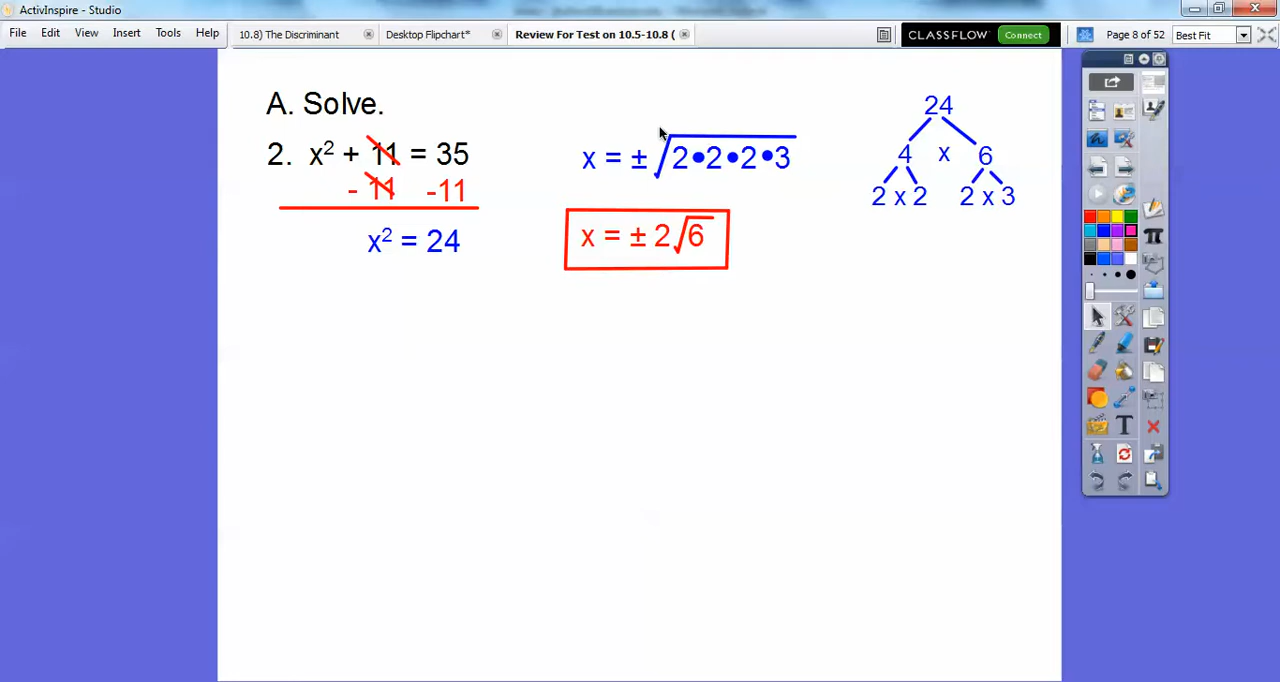 ActivInspire - Studio
File Edit View Insert Tools Help
10.8) The Discriminant
Desktop Flipchart*
Review For Test on 10.5-10.8 (
CLASSFLOW Connect
Page 8 of 52
Best Fit
A. Solve.
2. x² + 11 = 35
- 11 -11
x² = 24
x = ± √2•2•2•3
x = ± 2√6
24
4 x 6
2 x 2 2 x 3
π
T